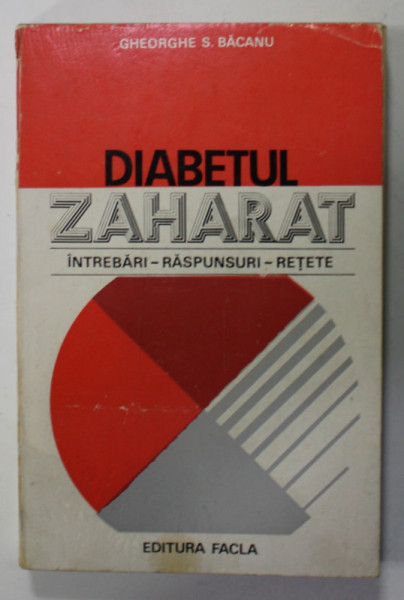 GHEORGHE S. BĂCANU
DIABETUL
ZAHARAT
ÎNTREBĂRI – RĂSPUNSURI – REȚETE
EDITURA FACLA